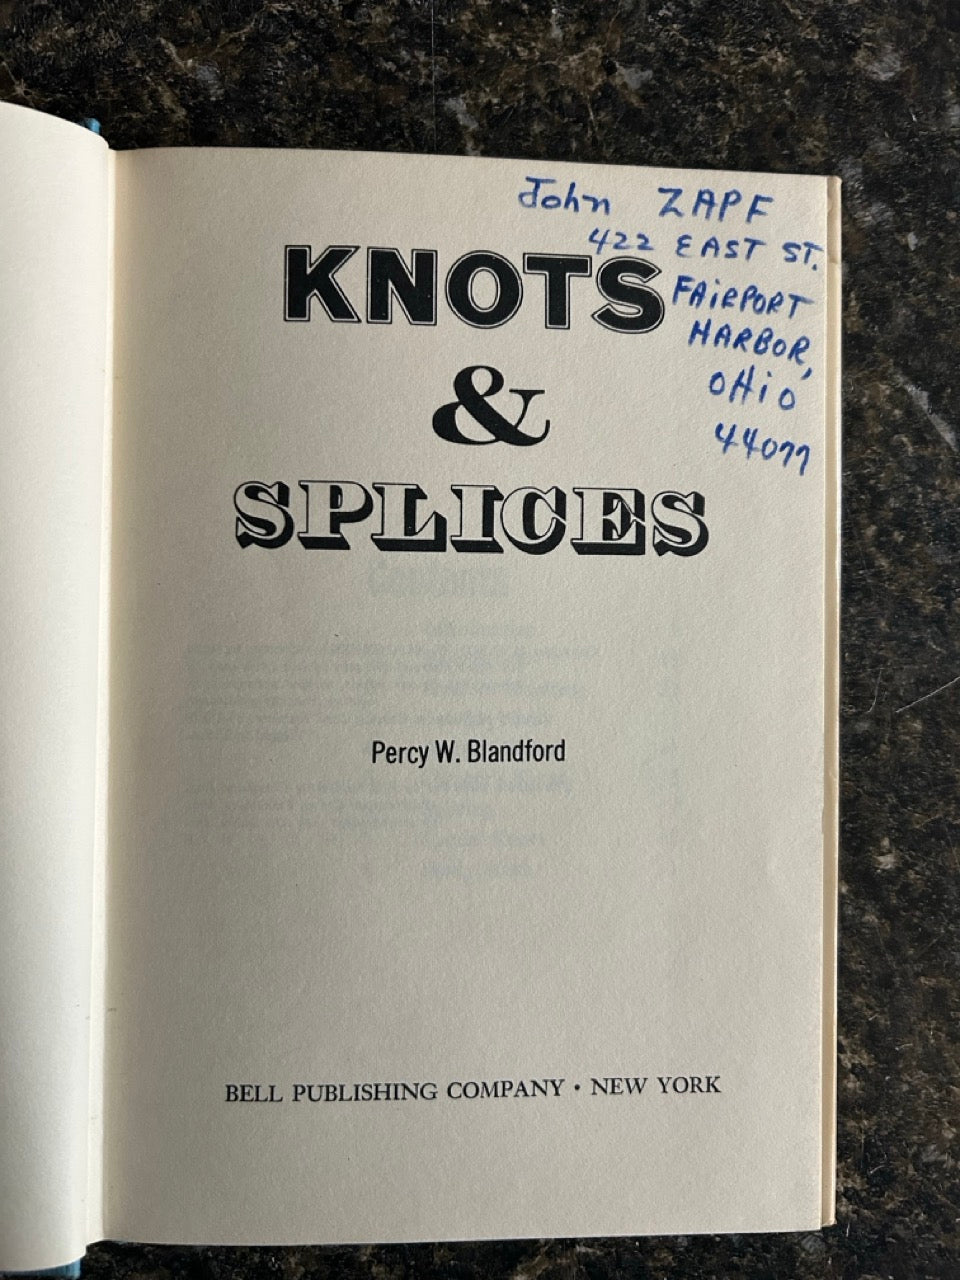 John ZAPF
422 EAST ST.
FAiRPORT
HARBOR,
OHiO
44077
KNOTS
&
SPLICES
Percy W. Blandford
BELL PUBLISHING COMPANY • NEW YORK